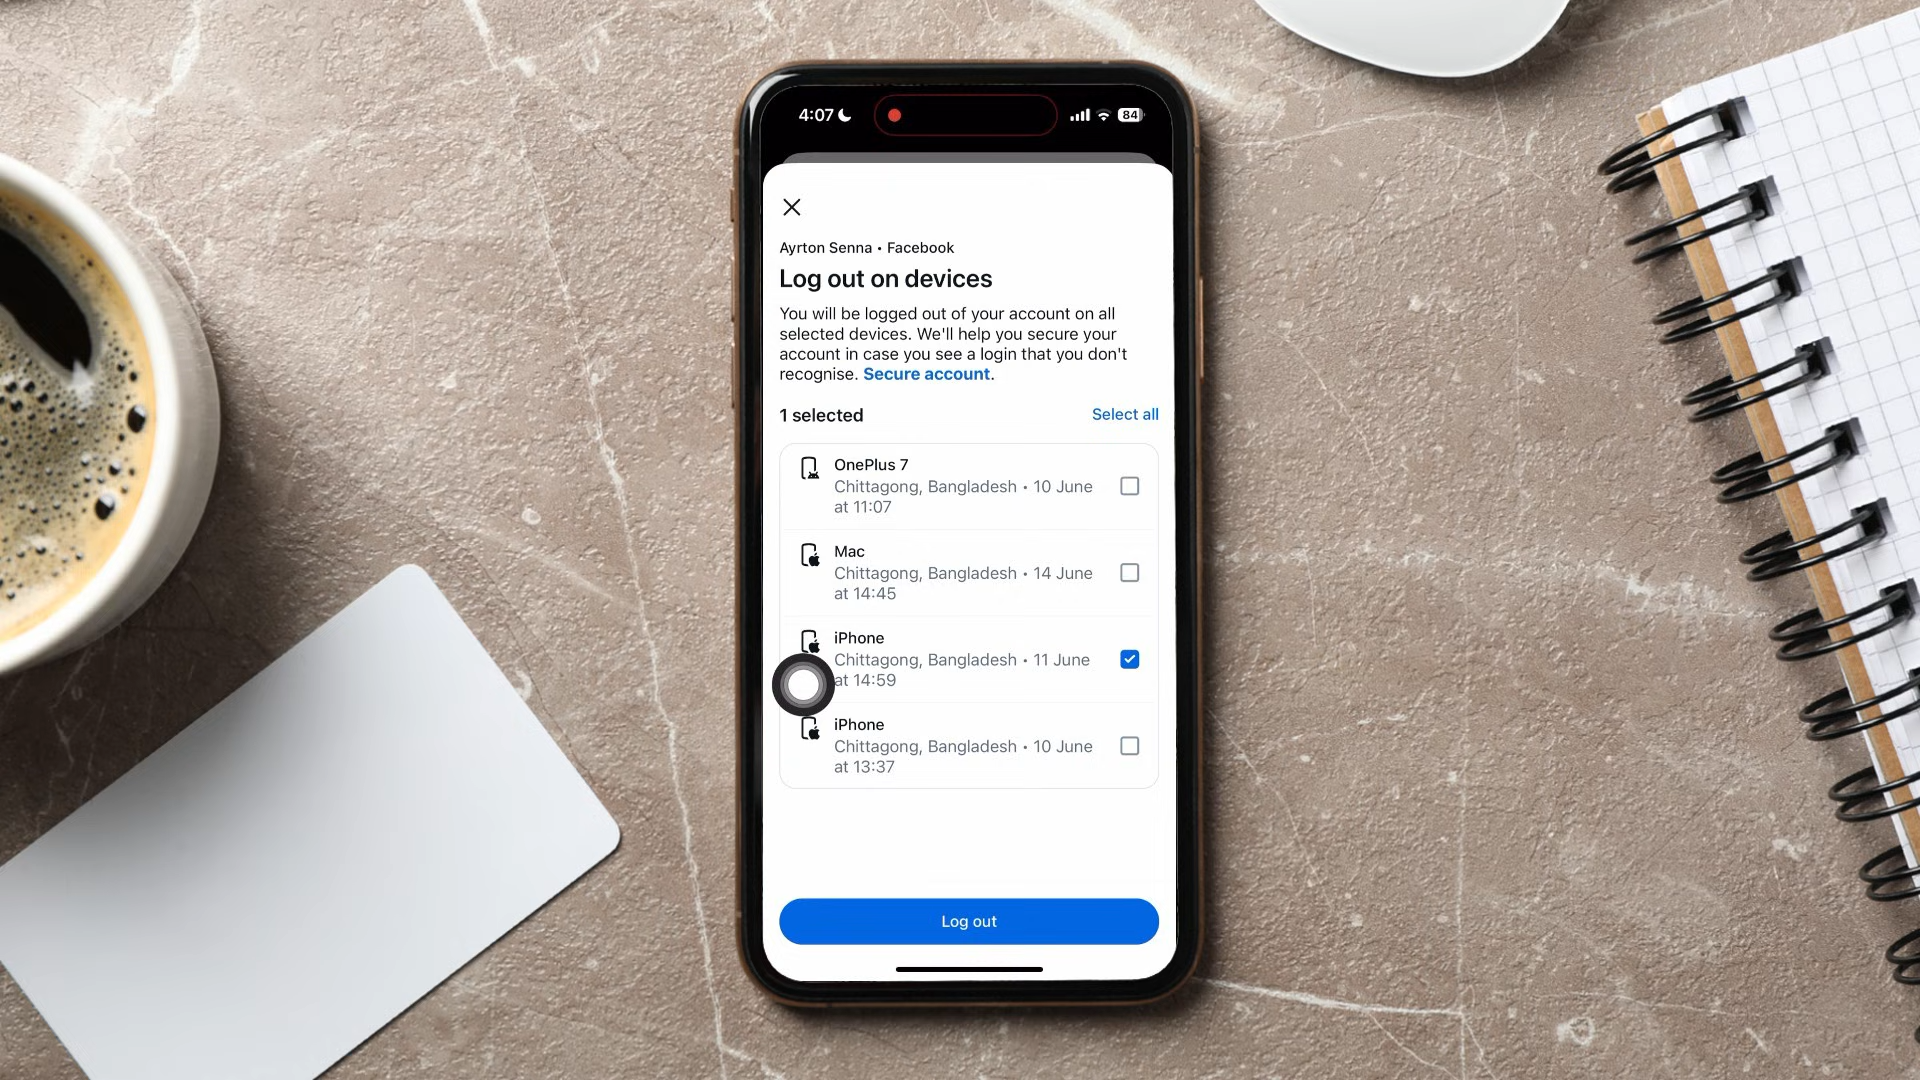 4:07
84
Ayrton Senna • Facebook
Log out on devices
You will be logged out of your account on all
selected devices. We'll help you secure your
account in case you see a login that you don't
recognise. Secure account.
1 selected
Select all
OnePlus 7
Chittagong, Bangladesh • 10 June
at 11:07
Mac
Chittagong, Bangladesh • 14 June
at 14:45
iPhone
Chittagong, Bangladesh • 11 June
at 14:59
iPhone
Chittagong, Bangladesh • 10 June
at 13:37
Log out